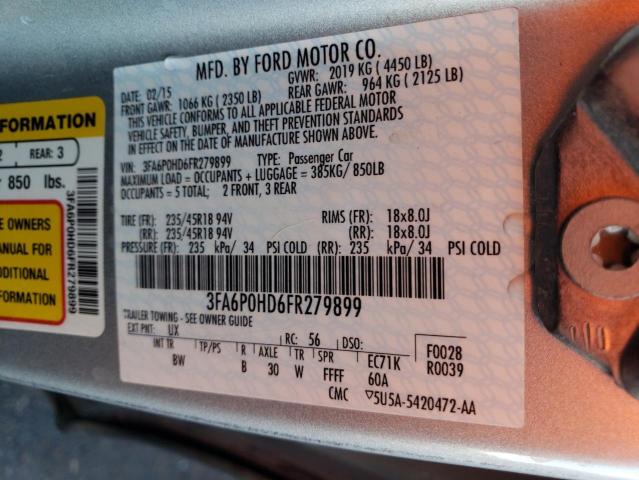 MFD. BY FORD MOTOR CO.
DATE: 02/15 GVWR: 2019 KG ( 4450 LB)
FRONT GAWR: 1066 KG ( 2350 LB) REAR GAWR: 964 KG ( 2125 LB)
THIS VEHICLE CONFORMS TO ALL APPLICABLE FEDERAL MOTOR
VEHICLE SAFETY, BUMPER, AND THEFT PREVENTION STANDARDS
IN EFFECT ON THE DATE OF MANUFACTURE SHOWN ABOVE.
VIN: 3FA6P0HD6FR279899 TYPE: Passenger Car
MAXIMUM LOAD = OCCUPANTS + LUGGAGE = 385KG/ 850LB
OCCUPANTS = 5 TOTAL; 2 FRONT, 3 REAR
TIRE (FR): 235/45R18 94V RIMS (FR): 18x8.0J
(RR): 235/45R18 94V (RR): 18x8.0J
PRESSURE (FR): 235 kPa/ 34 PSI COLD (RR): 235 kPa/ 34 PSI COLD
3FA6P0HD6FR279899
TRAILER TOWING - SEE OWNER GUIDE
EXT PNT: UX RC: 56 DSO: F0028
INT TR TP/PS R AXLE TR SPR EC71K R0039
BW B 30 W FFFF 60A
CMC ▽5U5A-5420472-AA
FORMATION
2 REAR: 3
850 lbs.
E OWNERS
ANUAL FOR
DITIONAL
RMATION
3FA6P0HD6FR279899
010